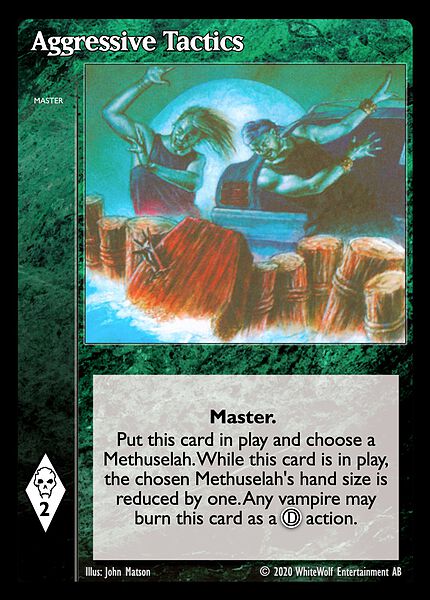 Aggressive Tactics
MASTER
Master.
Put this card in play and choose a
Methuselah. While this card is in play,
the chosen Methuselah's hand size is
reduced by one. Any vampire may
burn this card as a Ⓓ action.
2
Illus: John Matson
© 2020 WhiteWolf Entertainment AB